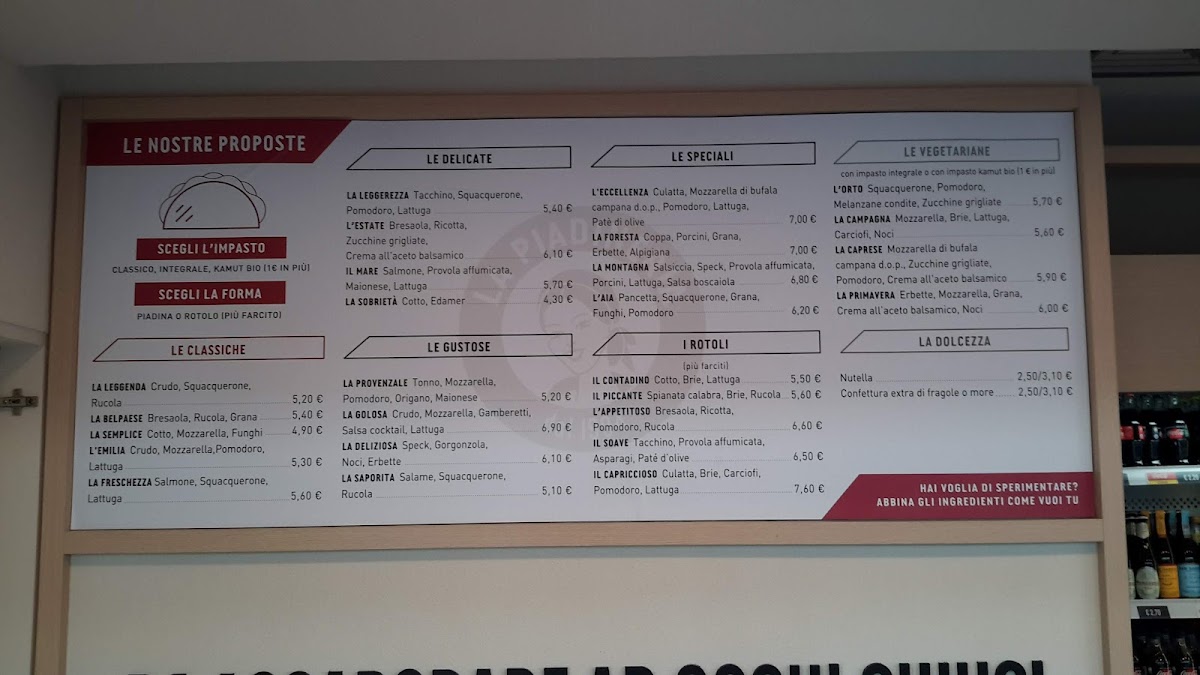 LE NOSTRE PROPOSTE
SCEGLI L'IMPASTO
CLASSICO, INTEGRALE, KAMUT BIO (1€ IN PIÙ)
SCEGLI LA FORMA
PIADINA O ROTOLO (PIÙ FARCITO)
LE CLASSICHE
LA LEGGENDA Crudo, Squacquerone,
Rucola 5,20 €
LA BELPAESE Bresaola, Rucola, Grana 5,40 €
LA SEMPLICE Cotto, Mozzarella, Funghi 4,90 €
L'EMILIA Crudo, Mozzarella,Pomodoro,
Lattuga 5,30 €
LA FRESCHEZZA Salmone, Squacquerone,
Lattuga 5,60 €
LE DELICATE
LA LEGGEREZZA Tacchino, Squacquerone,
Pomodoro, Lattuga 5,40 €
L'ESTATE Bresaola, Ricotta,
Zucchine grigliate,
Crema all'aceto balsamico 6,10 €
IL MARE Salmone, Provola affumicata,
Maionese, Lattuga 5,70 €
LA SOBRIETÀ Cotto, Edamer 4,30 €
LE GUSTOSE
LA PROVENZALE Tonno, Mozzarella,
Pomodoro, Origano, Maionese 5,20 €
LA GOLOSA Crudo, Mozzarella, Gamberetti,
Salsa cocktail, Lattuga 6,90 €
LA DELIZIOSA Speck, Gorgonzola,
Noci, Erbette 6,10 €
LA SAPORITA Salame, Squacquerone,
Rucola 5,10 €
LE SPECIALI
L'ECCELLENZA Culatta, Mozzarella di bufala
campana d.o.p., Pomodoro, Lattuga,
Patè di olive 7,00 €
LA FORESTA Coppa, Porcini, Grana,
Erbette, Alpigiana 7,00 €
LA MONTAGNA Salsiccia, Speck, Provola affumicata,
Porcini, Lattuga, Salsa boscaiola 6,80 €
L'AIA Pancetta, Squacquerone, Grana,
Funghi, Pomodoro 6,20 €
I ROTOLI
(più farciti)
IL CONTADINO Cotto, Brie, Lattuga 5,50 €
IL PICCANTE Spianata calabra, Brie, Rucola 5,60 €
L'APPETITOSO Bresaola, Ricotta,
Pomodoro, Rucola 6,60 €
IL SOAVE Tacchino, Provola affumicata,
Asparagi, Patè d'olive 6,50 €
IL CAPRICCIOSO Culatta, Brie, Carciofi,
Pomodoro, Lattuga 7,60 €
LE VEGETARIANE
con impasto integrale o con impasto kamut bio (1 € in più)
L'ORTO Squacquerone, Pomodoro,
Melanzane condite, Zucchine grigliate 5,70 €
LA CAMPAGNA Mozzarella, Brie, Lattuga,
Carciofi, Noci 5,60 €
LA CAPRESE Mozzarella di bufala
campana d.o.p., Zucchine grigliate,
Pomodoro, Crema all'aceto balsamico 5,90 €
LA PRIMAVERA Erbette, Mozzarella, Grana,
Crema all'aceto balsamico, Noci 6,00 €
LA DOLCEZZA
Nutella 2,50/3,10 €
Confettura extra di fragole o more 2,50/3,10 €
HAI VOGLIA DI SPERIMENTARE?
ABBINA GLI INGREDIENTI COME VUOI TU
LA PIAD
€ 2,70
DA ASSAPORARE AD OCCHI CHIUSI